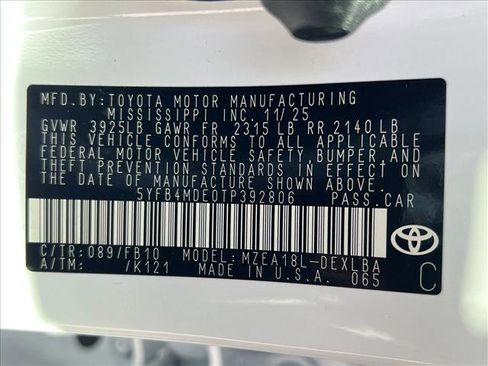 MFD. BY: TOYOTA MOTOR MANUFACTURING
MISSISSIPPI INC. 11/25
GVWR 3925LB GAWR FR 2315 LB RR 2140 LB
THIS VEHICLE CONFORMS TO ALL APPLICABLE
FEDERAL MOTOR VEHICLE SAFETY, BUMPER, AND
THEFT PREVENTION STANDARDS IN EFFECT ON
THE DATE OF MANUFACTURE SHOWN ABOVE.
5YFB4MDE0TP392806 PASS.CAR
C/TR: 089/FB10 MODEL: MZEA18L-DEXLBA
A/TM: /K121 MADE IN U.S.A. 065
TOYOTA
C